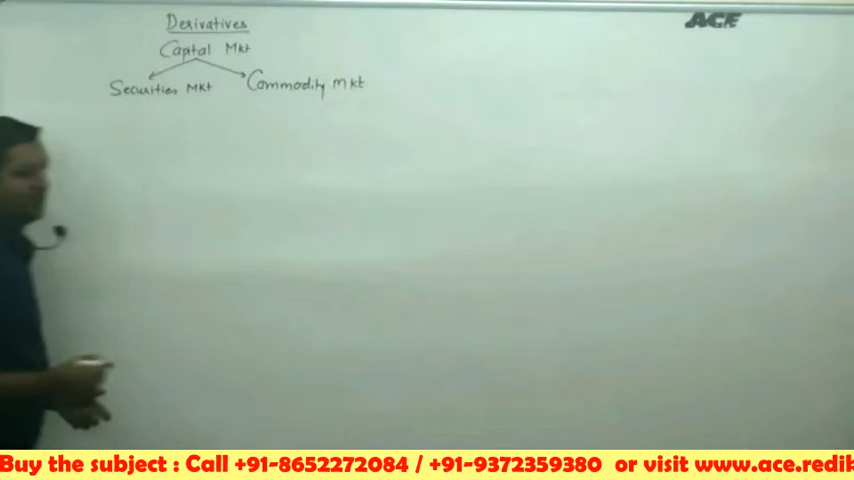 Derivatives
ACE
Capital Mkt
Securities Mkt Commodity mkt
Buy the subject : Call +91-8652272084 / +91-9372359380 or visit www.ace.redik